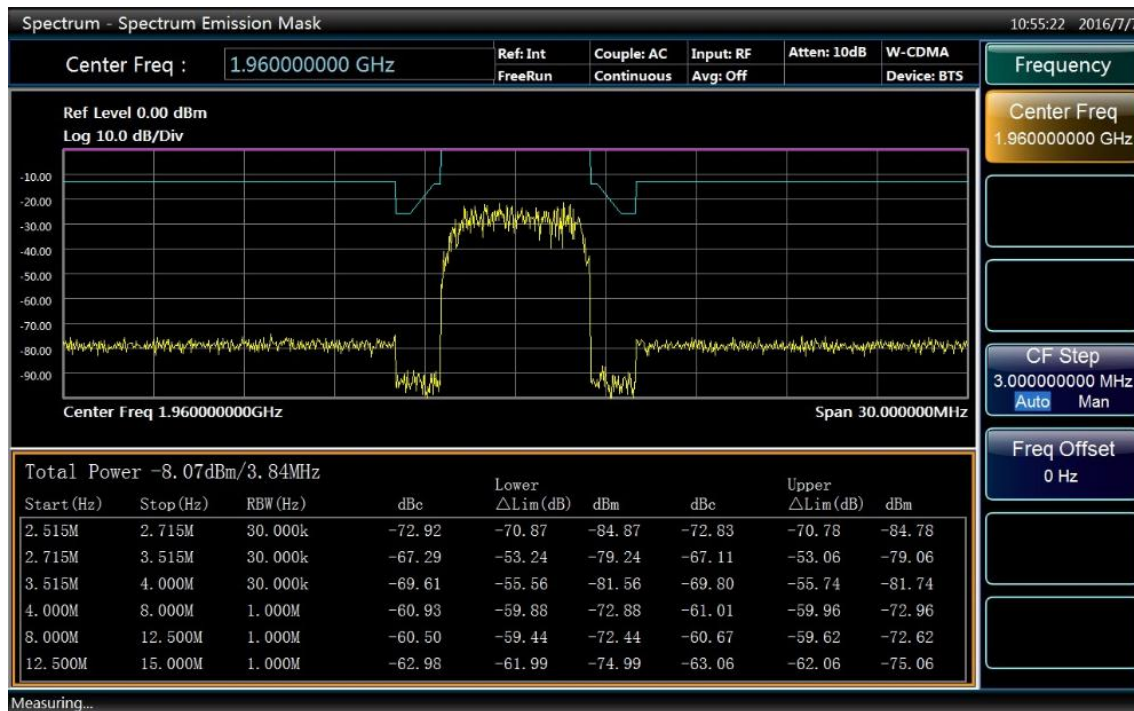 Spectrum - Spectrum Emission Mask 10:55:22 2016/7/7
Center Freq : 1.960000000 GHz
Ref: Int Couple: AC Input: RF Atten: 10dB W-CDMA
FreeRun Continuous Avg: Off Device: BTS
Frequency
Ref Level 0.00 dBm
Log 10.0 dB/Div
-10.00
-20.00
-30.00
-40.00
-50.00
-60.00
-70.00
-80.00
-90.00
Center Freq 1.960000000GHz Span 30.000000MHz
Center Freq
1.960000000 GHz
CF Step
3.000000000 MHz
Auto Man
Freq Offset
0 Hz
Total Power -8.07dBm/3.84MHz
Lower Upper
Start(Hz) Stop(Hz) RBW(Hz) dBc △Lim(dB) dBm dBc △Lim(dB) dBm
2.515M 2.715M 30.000k -72.92 -70.87 -84.87 -72.83 -70.78 -84.78
2.715M 3.515M 30.000k -67.29 -53.24 -79.24 -67.11 -53.06 -79.06
3.515M 4.000M 30.000k -69.61 -55.56 -81.56 -69.80 -55.74 -81.74
4.000M 8.000M 1.000M -60.93 -59.88 -72.88 -61.01 -59.96 -72.96
8.000M 12.500M 1.000M -60.50 -59.44 -72.44 -60.67 -59.62 -72.62
12.500M 15.000M 1.000M -62.98 -61.99 -74.99 -63.06 -62.06 -75.06
Measuring...